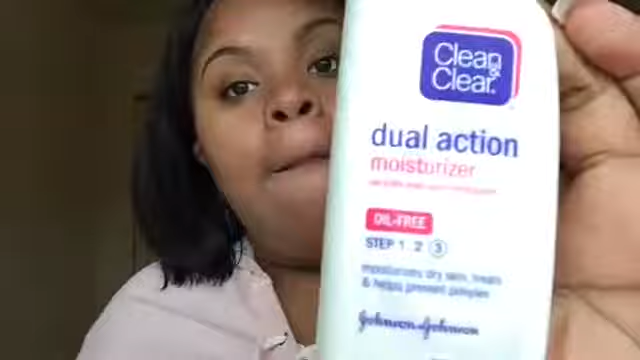 Clean
&
Clear.
dual action
moisturizer
OIL-FREE
STEP 1 2 3
moisturizes dry skin, treats
& helps prevent pimples
Johnson & Johnson